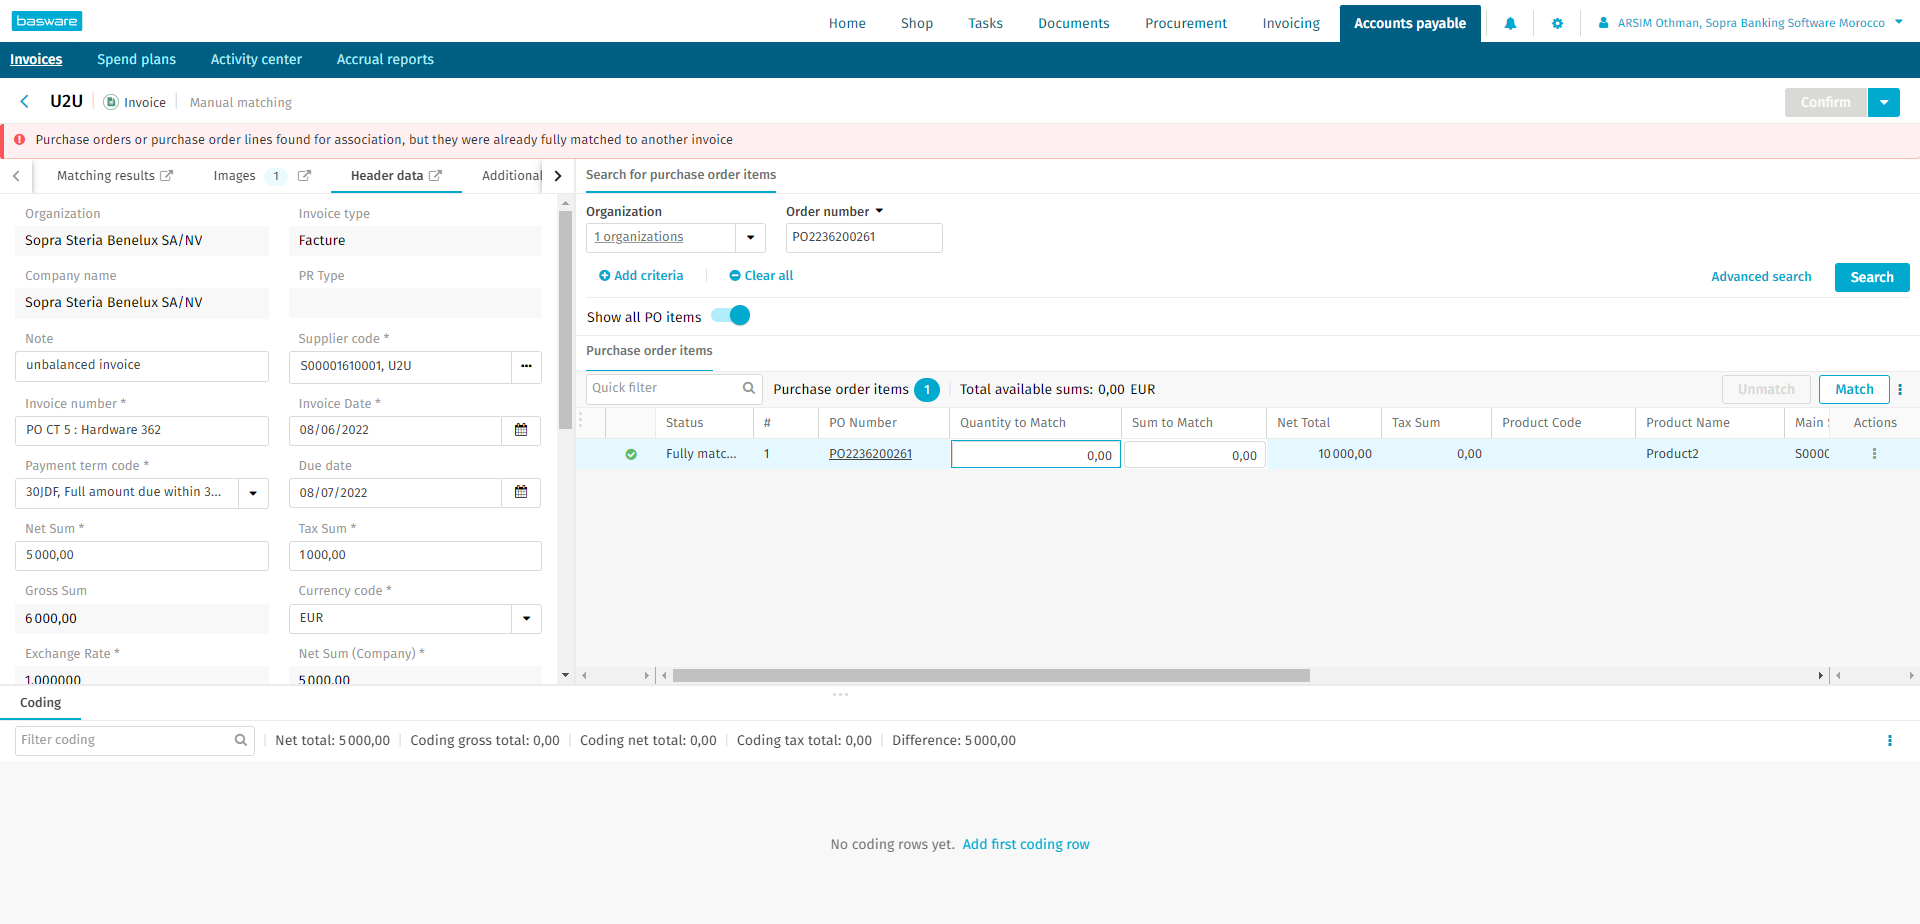 basware
Home Shop Tasks Documents Procurement Invoicing Accounts payable ARSIM Othman, Sopra Banking Software Morocco
Invoices Spend plans Activity center Accrual reports
U2U Invoice Manual matching Confirm
Purchase orders or purchase order lines found for association, but they were already fully matched to another invoice
Matching results Images 1 Header data Additional
Organization Invoice type
Sopra Steria Benelux SA/NV Facture
Company name PR Type
Sopra Steria Benelux SA/NV
Note Supplier code *
unbalanced invoice S00001610001, U2U
Invoice number * Invoice Date *
PO CT 5 : Hardware 362 08/06/2022
Payment term code * Due date
30JDF, Full amount due within 3... 08/07/2022
Net Sum * Tax Sum *
5 000,00 1 000,00
Gross Sum Currency code *
6 000,00 EUR
Exchange Rate * Net Sum (Company) *
1.000000 5 000.00
Search for purchase order items
Organization Order number
1 organizations PO2236200261
Add criteria Clear all Advanced search Search
Show all PO items
Purchase order items
Quick filter Purchase order items 1 Total available sums: 0,00 EUR Unmatch Match
Status # PO Number Quantity to Match Sum to Match Net Total Tax Sum Product Code Product Name Main Actions
Fully matc... 1 PO2236200261 0,00 0,00 10 000,00 0,00 Product2 S0000
Coding
Filter coding Net total: 5 000,00 Coding gross total: 0,00 Coding net total: 0,00 Coding tax total: 0,00 Difference: 5 000,00
No coding rows yet. Add first coding row